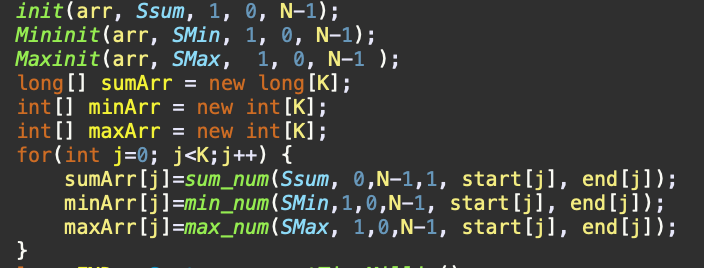 init(arr, Ssum, 1, 0, N-1);
Mininit(arr, SMin, 1, 0, N-1);
Maxinit(arr, SMax,  1, 0, N-1 );
long[] sumArr = new long[K];
int[] minArr = new int[K];
int[] maxArr = new int[K];
for(int j=0; j<K;j++) {
    sumArr[j]=sum_num(Ssum, 0,N-1,1, start[j], end[j]);
    minArr[j]=min_num(SMin,1,0,N-1, start[j], end[j]);
    maxArr[j]=max_num(SMax, 1,0,N-1, start[j], end[j]);
}